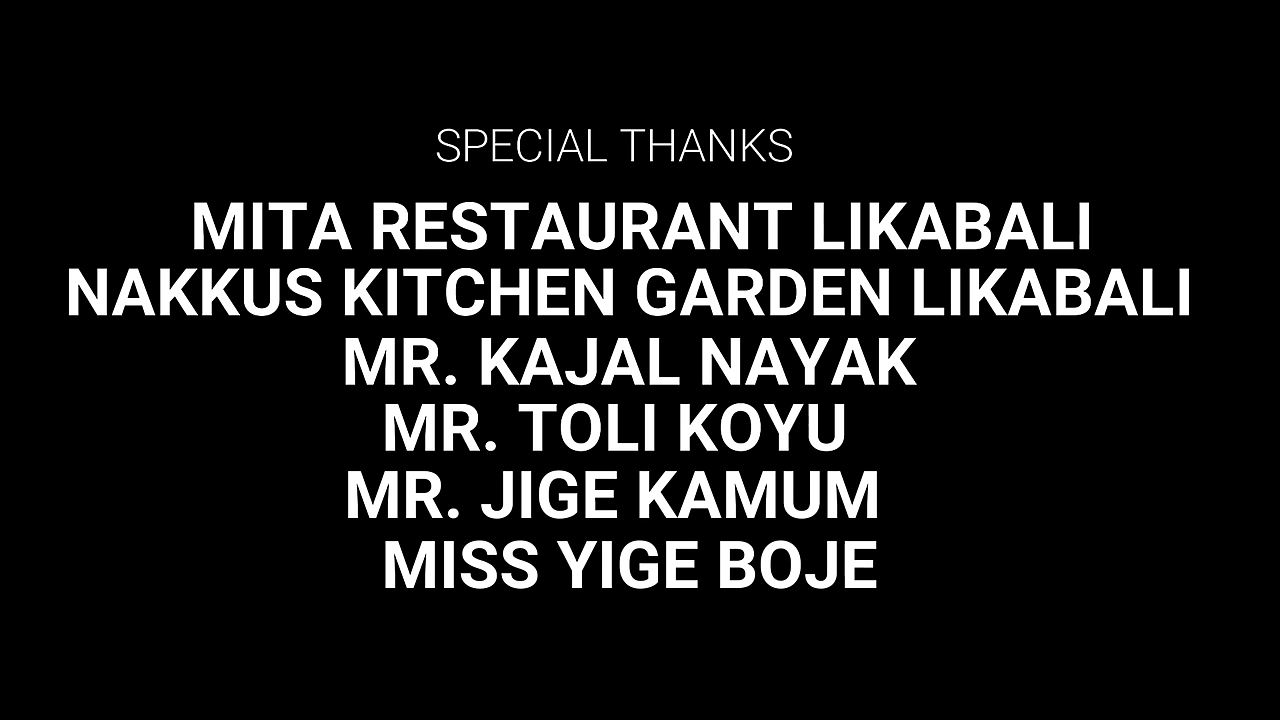 SPECIAL THANKS
MITA RESTAURANT LIKABALI
NAKKUS KITCHEN GARDEN LIKABALI
MR. KAJAL NAYAK
MR. TOLI KOYU
MR. JIGE KAMUM
MISS YIGE BOJE